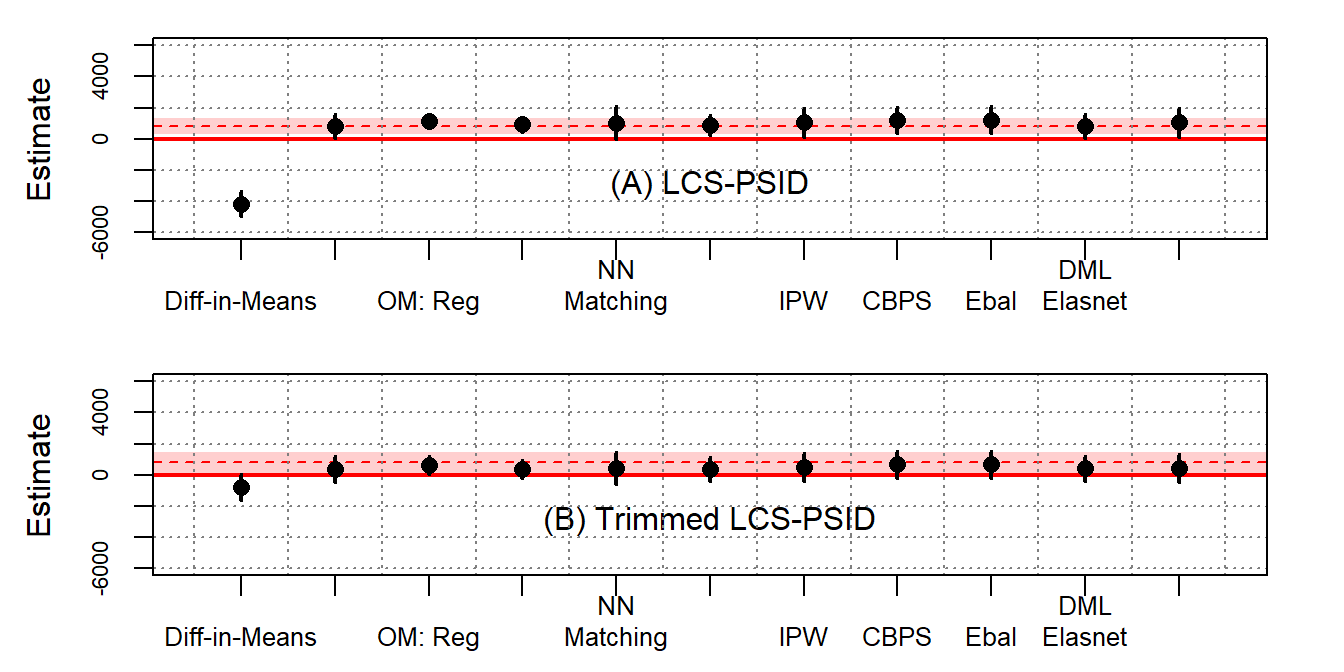 Estimate
4000
0
-6000
(A) LCS-PSID
NN
DML
Diff-in-Means OM: Reg Matching IPW CBPS Ebal Elasnet
Estimate
4000
0
-6000
(B) Trimmed LCS-PSID
NN
DML
Diff-in-Means OM: Reg Matching IPW CBPS Ebal Elasnet